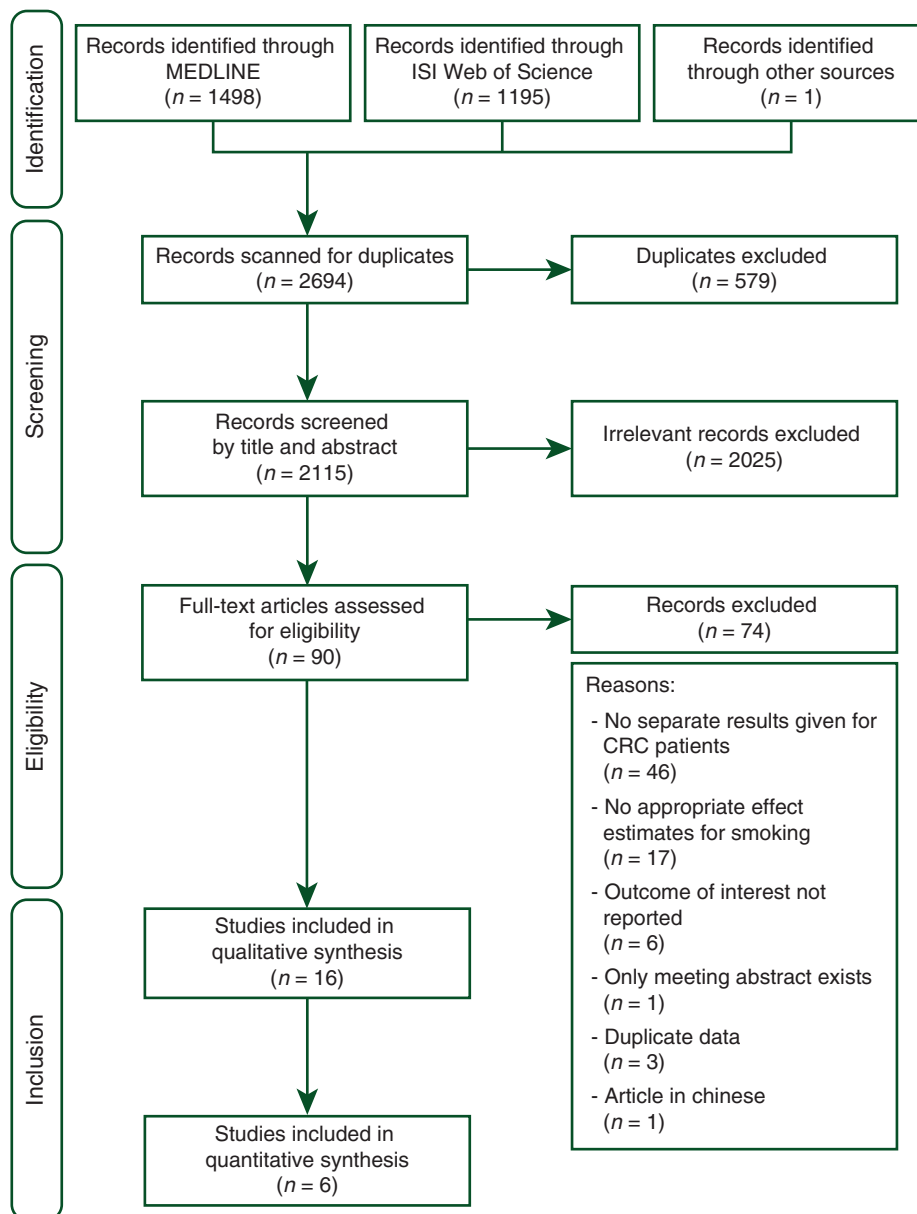 Identification
Records identified through
MEDLINE
(n = 1498)
Records identified through
ISI Web of Science
(n = 1195)
Records identified
through other sources
(n = 1)
Screening
Records scanned for duplicates
(n = 2694)
Duplicates excluded
(n = 579)
Records screened
by title and abstract
(n = 2115)
Irrelevant records excluded
(n = 2025)
Eligibility
Full-text articles assessed
for eligibility
(n = 90)
Records excluded
(n = 74)
Reasons:
- No separate results given for
CRC patients
(n = 46)
- No appropriate effect
estimates for smoking
(n = 17)
- Outcome of interest not
reported
(n = 6)
- Only meeting abstract exists
(n = 1)
- Duplicate data
(n = 3)
- Article in chinese
(n = 1)
Inclusion
Studies included in
qualitative synthesis
(n = 16)
Studies included in
quantitative synthesis
(n = 6)